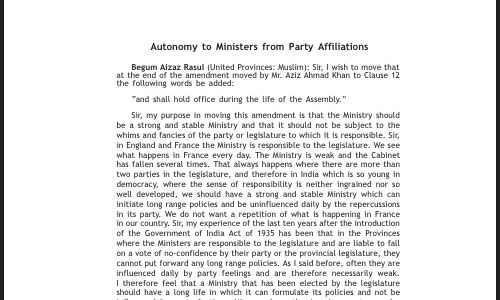 Autonomy to Ministers from Party Affiliations
Begum Aizaz Rasul (United Provinces: Muslim): Sir, I wish to move that
at the end of the amendment moved by Mr. Aziz Ahmad Khan to Clause 12
the following words be added:
"and shall hold office during the life of the Assembly."
Sir, my purpose in moving this amendment is that the Ministry should
be a strong and stable Ministry and that it should not be subject to the
whims and fancies of the party or legislature to which it is responsible. Sir,
in England and France the Ministry is responsible to the legislature. We see
what happens in France every day. The Ministry is weak and the Cabinet
has fallen several times. That always happens where there are more than
two parties in the legislature, and therefore in India which is so young in
democracy, where the sense of responsibility is neither ingrained nor so
well developed, we should have a strong and stable Ministry which can
initiate long range policies and be uninfluenced daily by the repercussions
in its party. We do not want a repetition of what is happening in France
in our country. Sir, my experience of the last ten years after the introduction
of the Government of India Act of 1935 has been that in the Provinces
where the Ministers are responsible to the legislature and are liable to fall
on a vote of no-confidence by their party or the provincial legislature, they
cannot put forward any long range policies. As I said before, often they are
influenced daily by party feelings and are therefore necessarily weak.
I therefore feel that a Ministry that has been elected by the legislature
should have a long life in which it can formulate its policies and not be